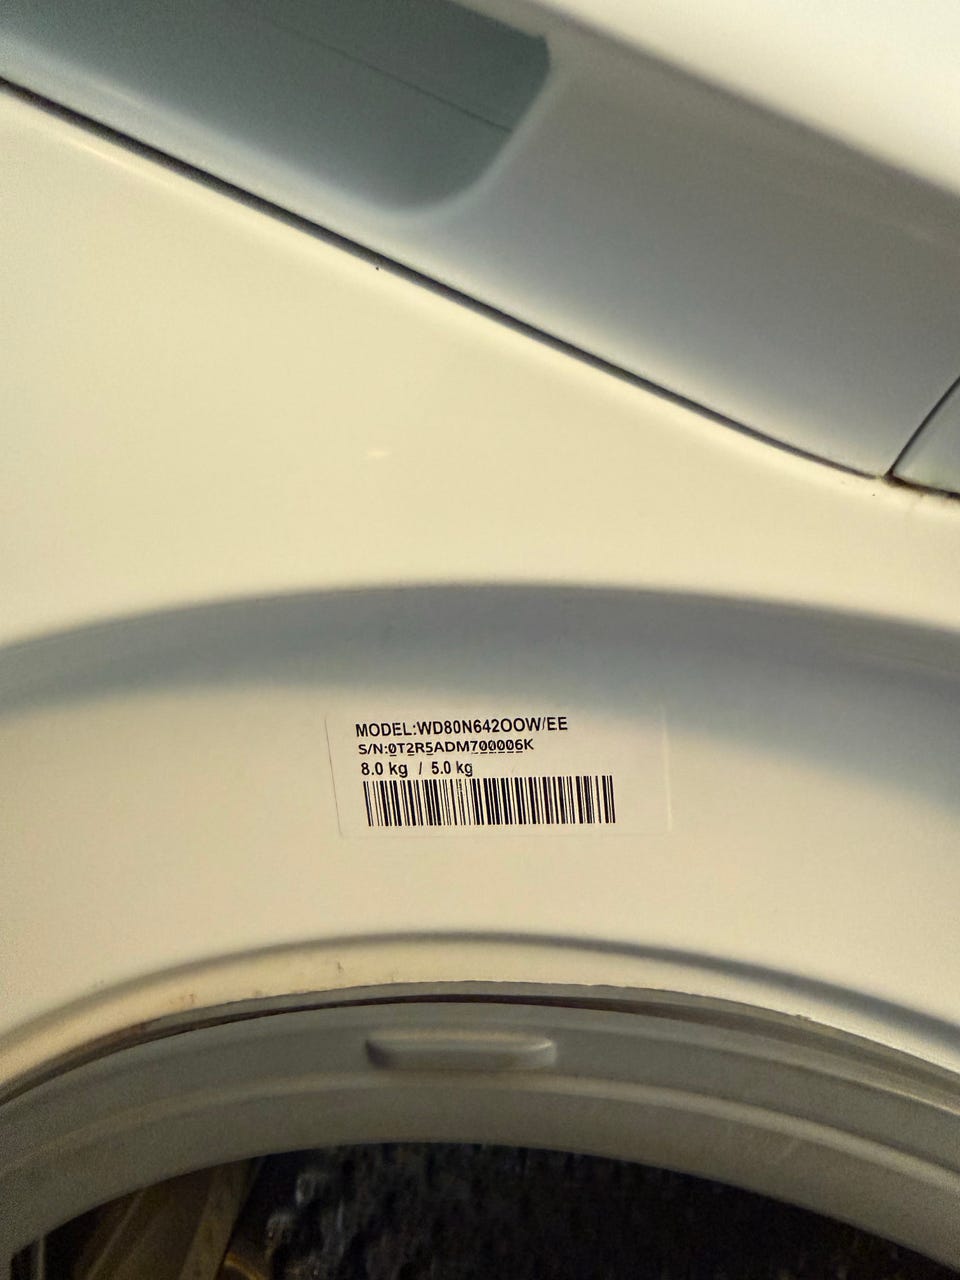 MODEL:WD80N642OOW/EE
S/N:0T2R5ADM700006K
8.0 kg / 5.0 kg